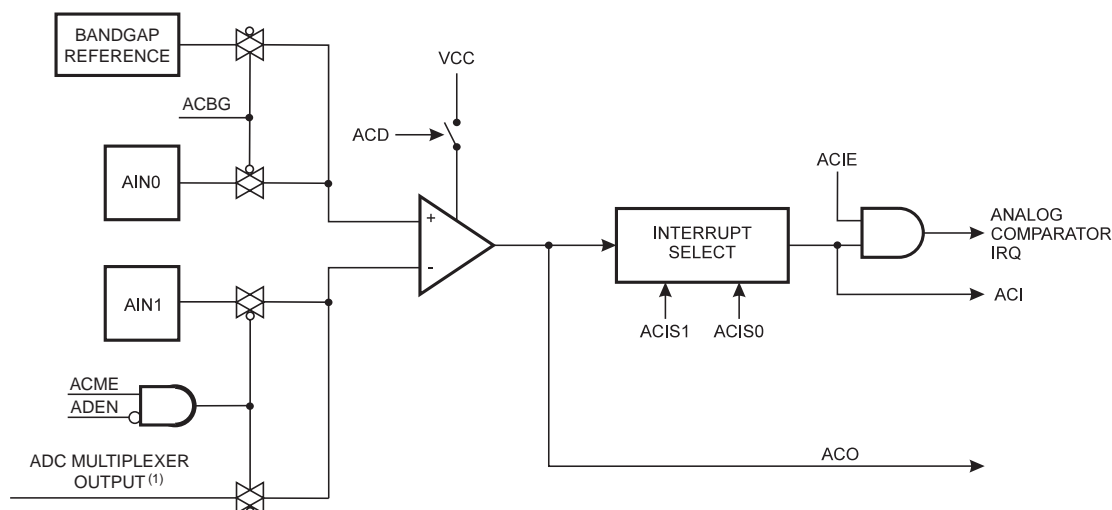 BANDGAP
REFERENCE
VCC
ACBG
ACD
ACIE
AIN0
+
INTERRUPT
SELECT
ANALOG
COMPARATOR
IRQ
-
AIN1
ACI
ACIS1 ACIS0
ACME
ADEN
ADC MULTIPLEXER
OUTPUT (1)
ACO